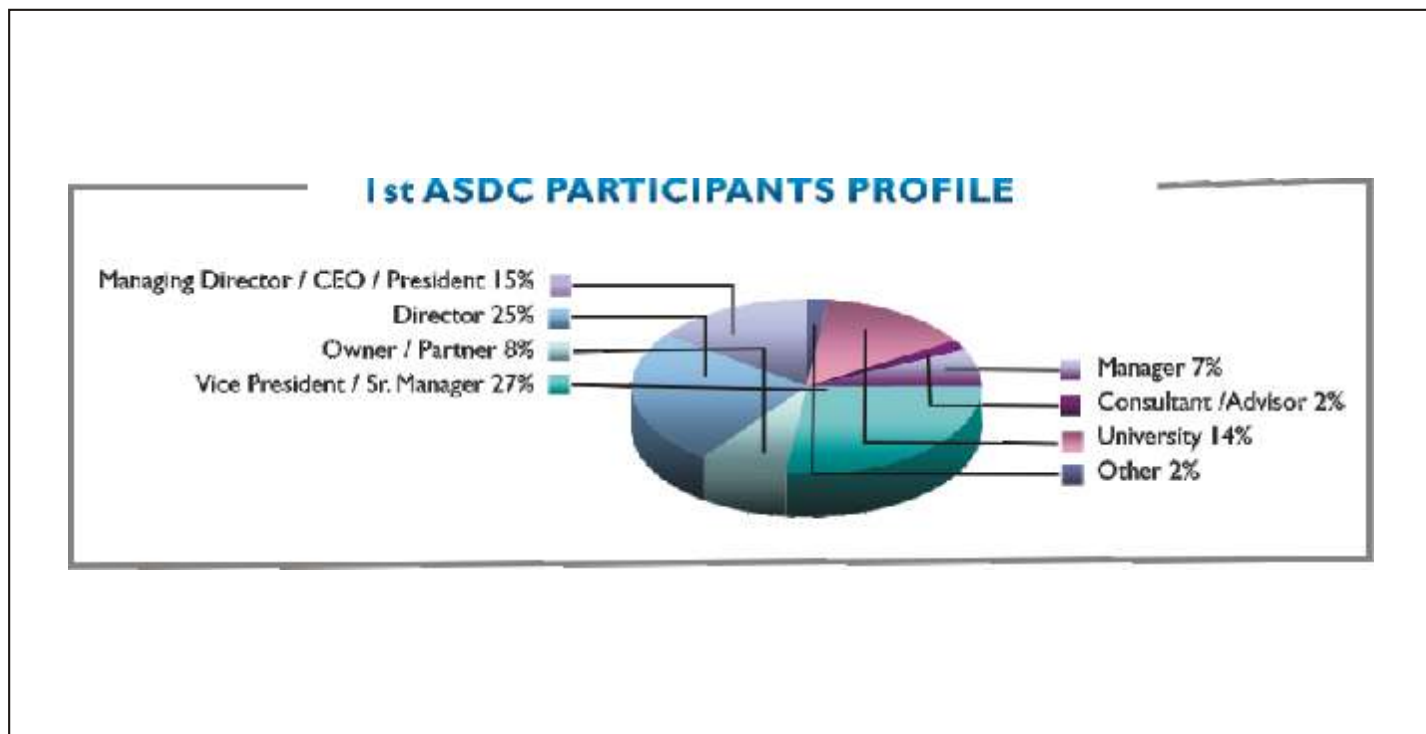 1st ASDC PARTICIPANTS PROFILE
Managing Director / CEO / President 15%
Director 25%
Owner / Partner 8%
Vice President / Sr. Manager 27%
Manager 7%
Consultant /Advisor 2%
University 14%
Other 2%